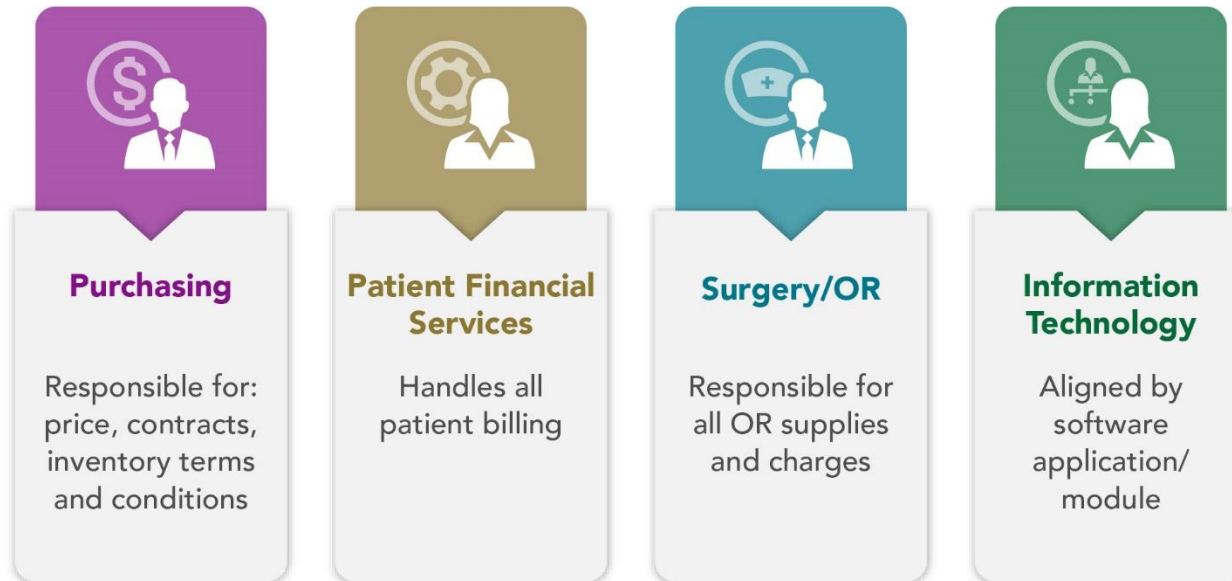 $
Purchasing
Responsible for:
price, contracts,
inventory terms
and conditions
Patient Financial
Services
Handles all
patient billing
Surgery/OR
Responsible for
all OR supplies
and charges
Information
Technology
Aligned by
software
application/
module